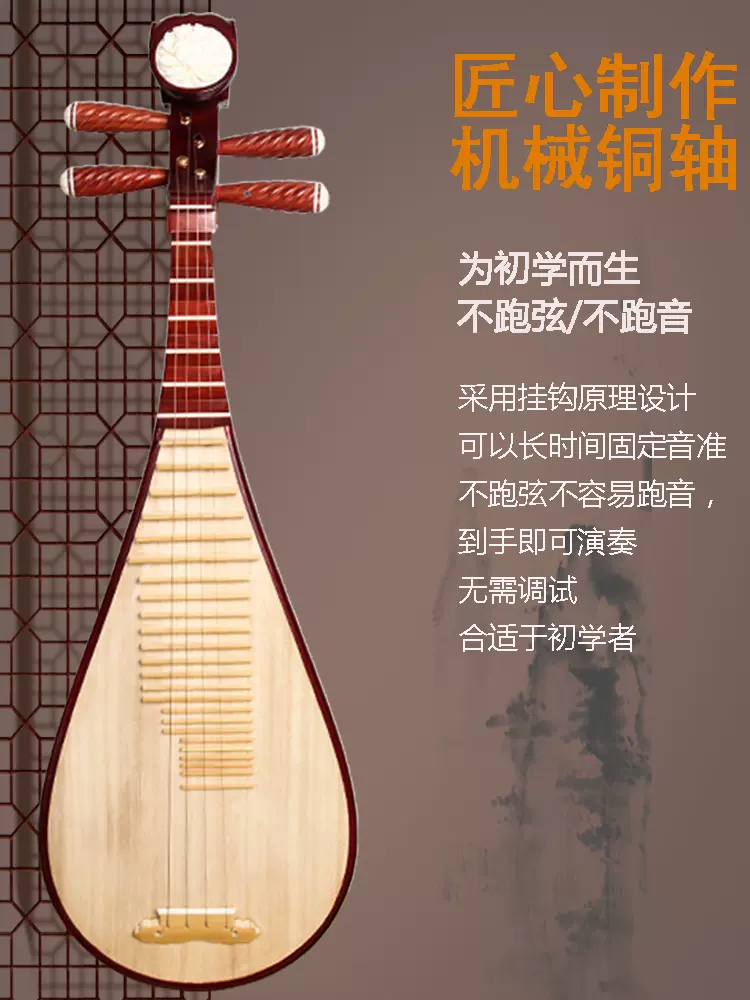 匠心制作
机械铜轴
为初学而生
不跑弦/不跑音
采用挂钩原理设计
可以长时间固定音准
不跑弦不容易跑音，
到手即可演奏
无需调试
合适于初学者